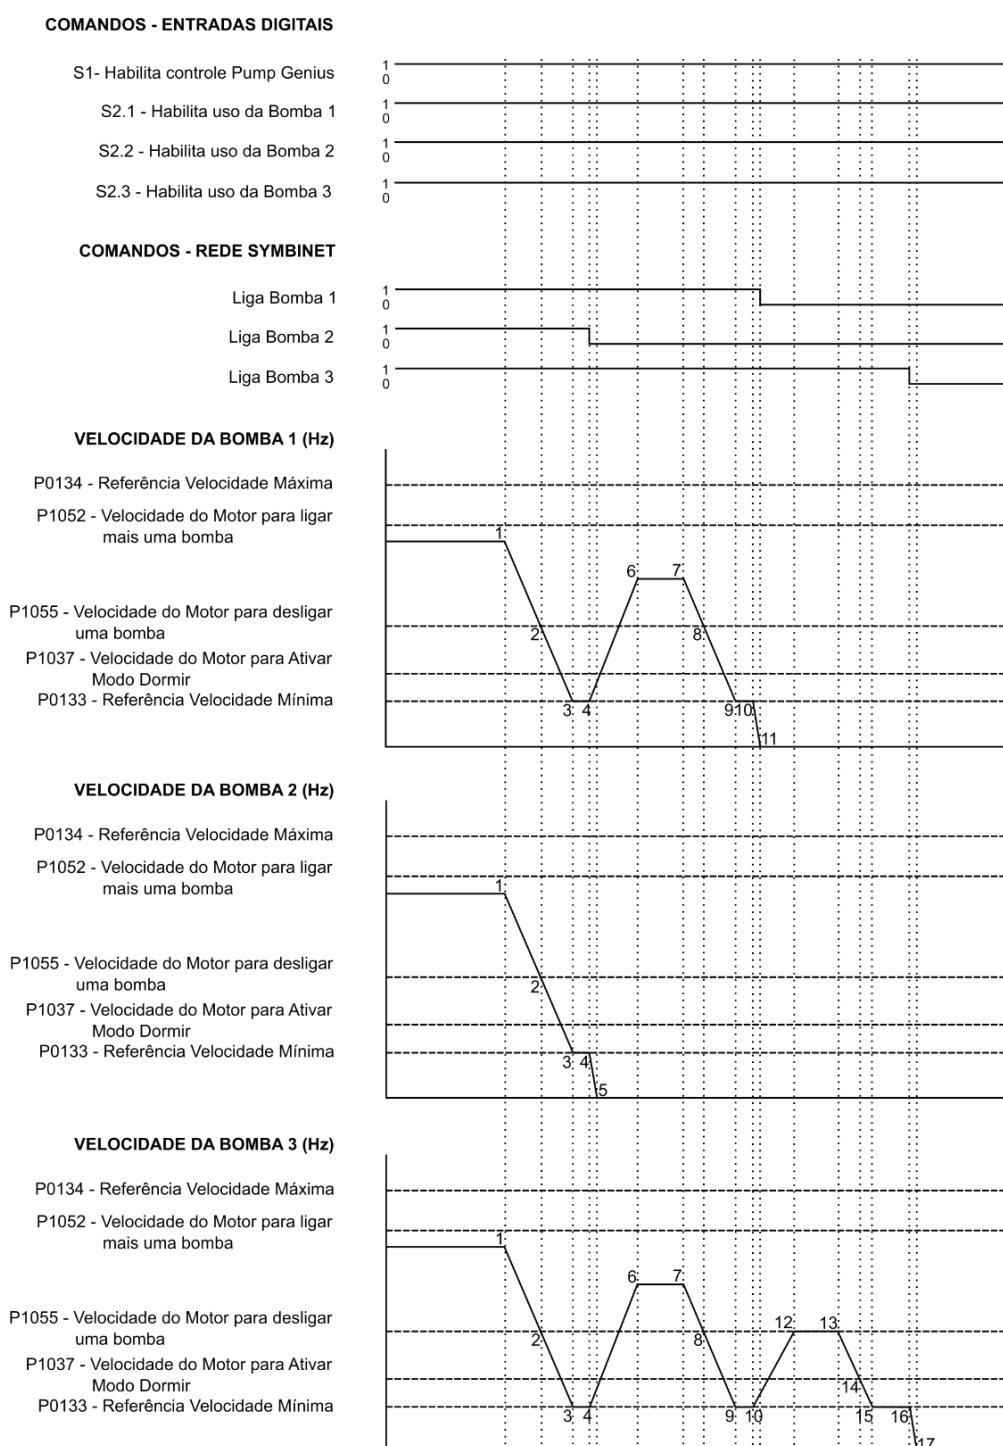 COMANDOS - ENTRADAS DIGITAIS
S1- Habilita controle Pump Genius
1
0
S2.1 - Habilita uso da Bomba 1
1
0
S2.2 - Habilita uso da Bomba 2
1
0
S2.3 - Habilita uso da Bomba 3
1
0
COMANDOS - REDE SYMBINET
Liga Bomba 1
1
0
Liga Bomba 2
1
0
Liga Bomba 3
1
0
VELOCIDADE DA BOMBA 1 (Hz)
P0134 - Referência Velocidade Máxima
P1052 - Velocidade do Motor para ligar
mais uma bomba
1
6 7
P1055 - Velocidade do Motor para desligar
uma bomba
2 8
P1037 - Velocidade do Motor para Ativar
Modo Dormir
P0133 - Referência Velocidade Mínima
3 4 9 10
11
VELOCIDADE DA BOMBA 2 (Hz)
P0134 - Referência Velocidade Máxima
P1052 - Velocidade do Motor para ligar
mais uma bomba
1
P1055 - Velocidade do Motor para desligar
uma bomba
2
P1037 - Velocidade do Motor para Ativar
Modo Dormir
P0133 - Referência Velocidade Mínima
3 4
5
VELOCIDADE DA BOMBA 3 (Hz)
P0134 - Referência Velocidade Máxima
P1052 - Velocidade do Motor para ligar
mais uma bomba
1
6 7
P1055 - Velocidade do Motor para desligar
uma bomba
12 13
2 8
P1037 - Velocidade do Motor para Ativar
Modo Dormir
14
P0133 - Referência Velocidade Mínima
3 4 9 10 15 16
17